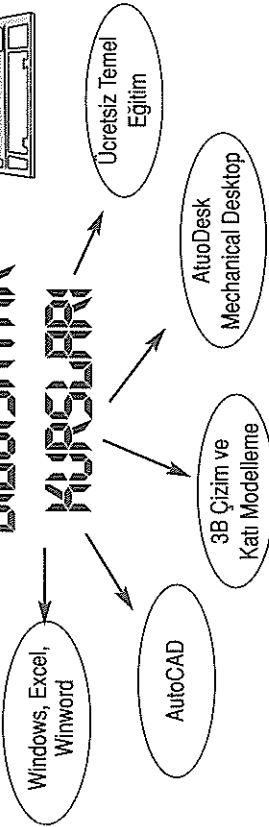 KURSLARI
Windows, Excel,
Winword
AutoCAD
3B Çizim ve
Katı Modelleme
AtuoDesk
Mechanical Desktop
Ücretsiz Temel
Eğitim